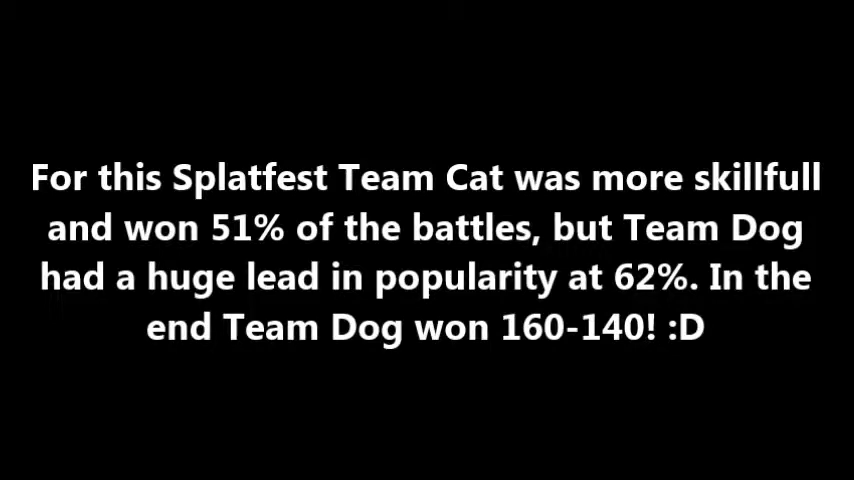 For this Splatfest Team Cat was more skillfull
and won 51% of the battles, but Team Dog
had a huge lead in popularity at 62%. In the
end Team Dog won 160-140! :D